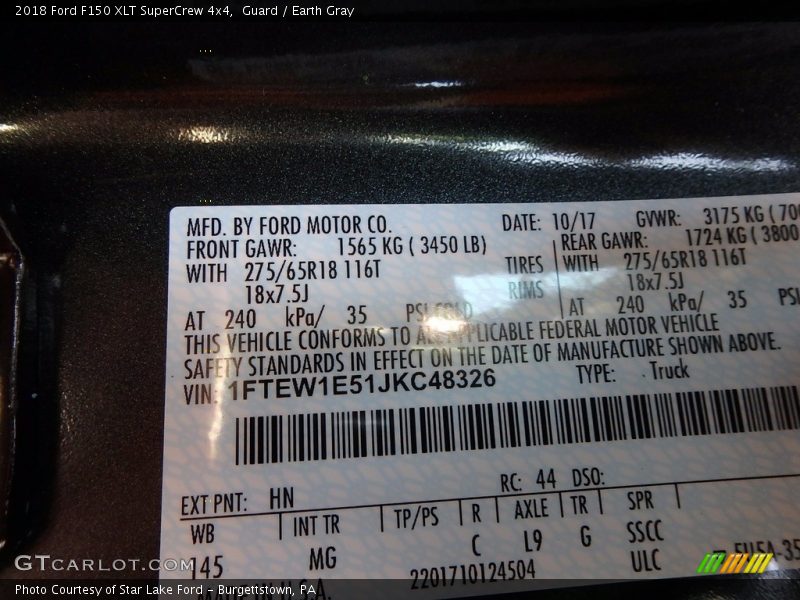 2018 Ford F150 XLT SuperCrew 4x4, Guard / Earth Gray
MFD. BY FORD MOTOR CO. DATE: 10/17 GVWR: 3175 KG
FRONT GAWR: 1565 KG ( 3450 LB) REAR GAWR: 1724 KG ( 3800
WITH 275/65R18 116T TIRES WITH 275/65R18 116T
18x7.5J RIMS 18x7.5J
AT 240 kPa/ 35 PSI COLD AT 240 kPa/ 35 PSI
THIS VEHICLE CONFORMS TO ALL APPLICABLE FEDERAL MOTOR VEHICLE
SAFETY STANDARDS IN EFFECT ON THE DATE OF MANUFACTURE SHOWN ABOVE.
VIN: 1FTEW1E51JKC48326 TYPE: Truck
RC: 44 DSO:
EXT PNT: HN
WB INT TR TP/PS R AXLE TR SPR
145 MG C L9 G SSCC
2201710124504 ULC
MADE IN U.S.A.
GTCARLOT.COM
Photo Courtesy of Star Lake Ford - Burgettstown, PA